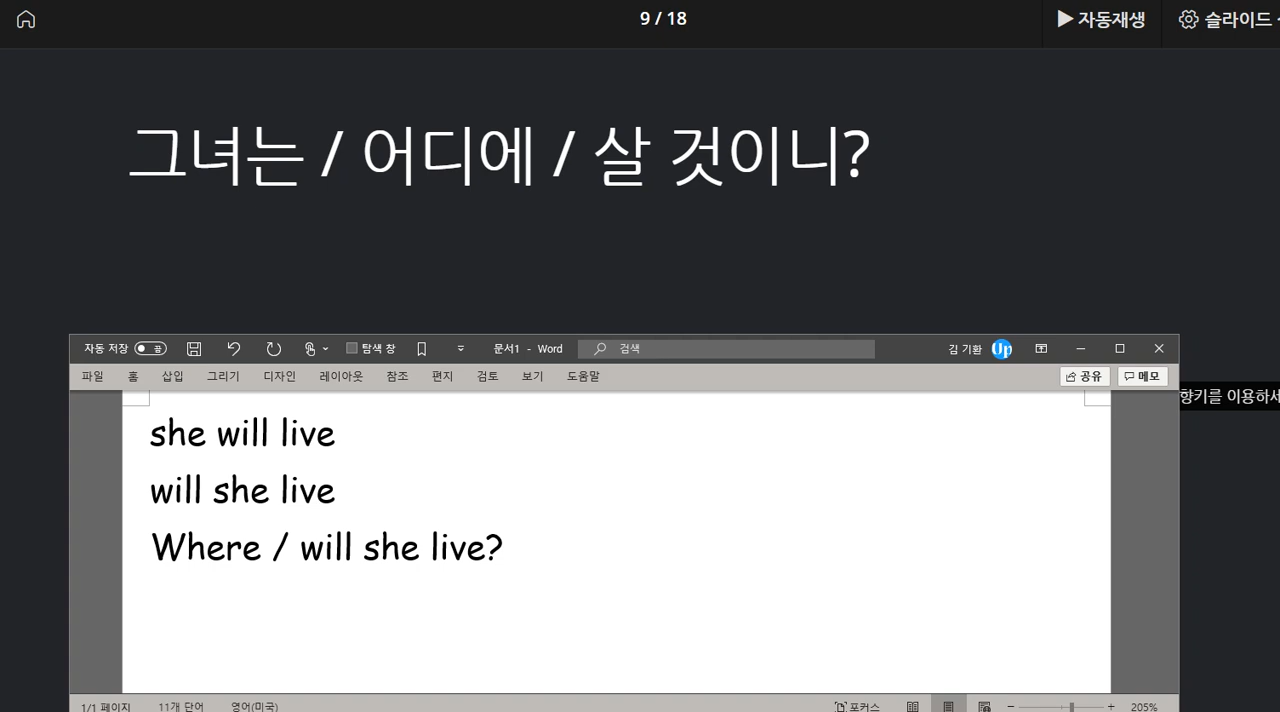 9 / 18
▶ 자동재생
슬라이드
그녀는 / 어디에 / 살 것이니?
자동 저장 끔
탐색 창
문서1 - Word
검색
김 기환
Up
파일 홈 삽입 그리기 디자인 레이아웃 참조 편지 검토 보기 도움말
공유
메모
향키를 이용하세
she will live
will she live
Where / will she live?
1/1 페이지 11개 단어 영어(미국)
포커스
205%